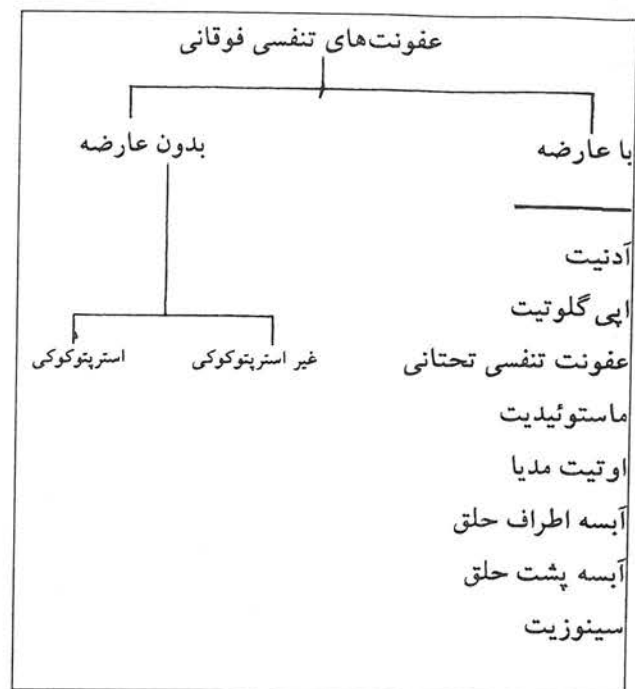 عفونت‌های تنفسی فوقانی
با عارضه
بدون عارضه
آدنیت
اپی گلوتیت
عفونت تنفسی تحتانی
ماستوئیدیت
اوتیت مدیا
آبسه اطراف حلق
آبسه پشت حلق
سینوزیت
غیر استرپتوکوکی
استرپتوکوکی